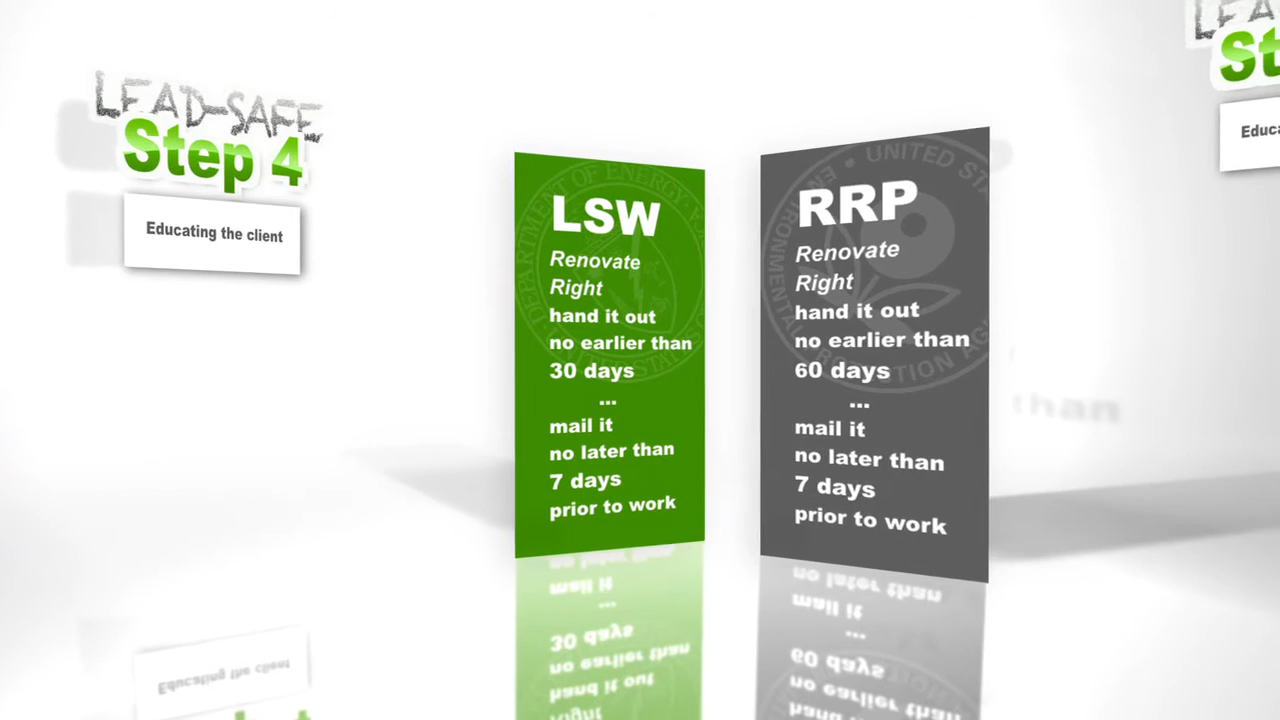 LEAD-SAFE
Step 4
Educating the client
LSW
Renovate
Right
hand it out
no earlier than
30 days
...
mail it
no later than
7 days
prior to work
RRP
Renovate
Right
hand it out
no earlier than
60 days
...
mail it
no later than
7 days
prior to work